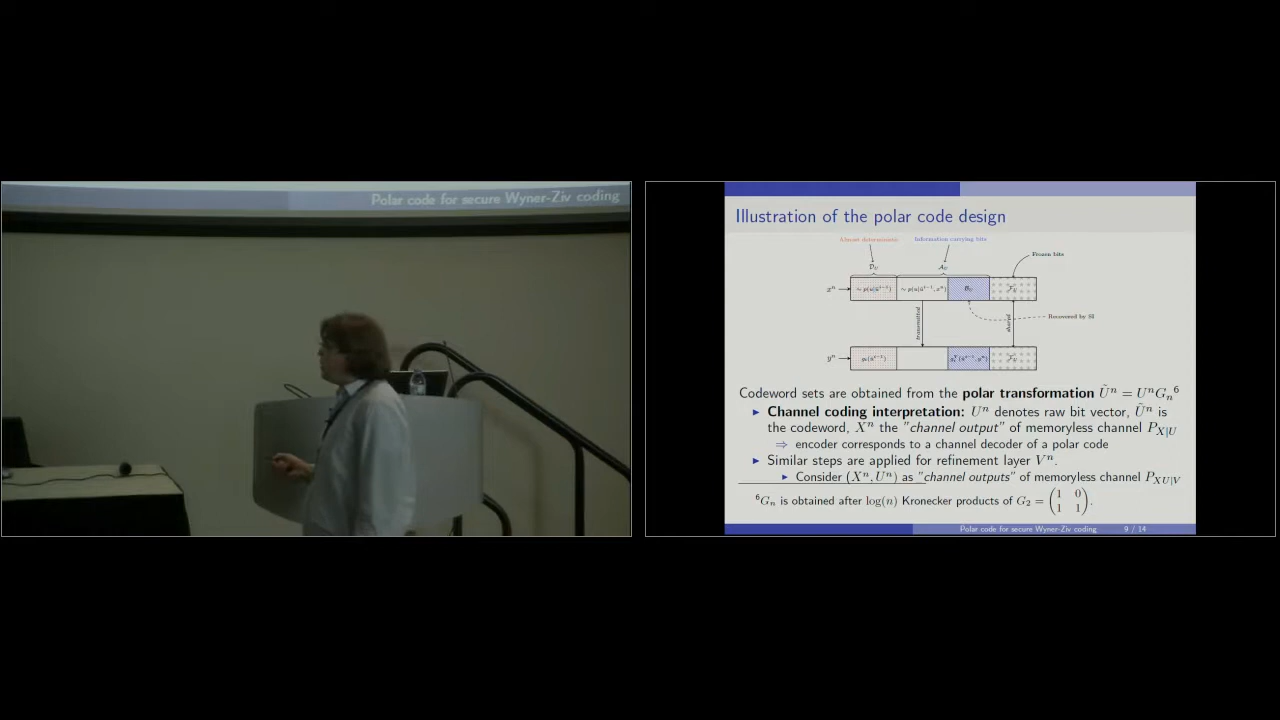 Polar code for secure Wyner-Ziv coding
Illustration of the polar code design
Almost deterministic
Information carrying bits
Frozen bits
Recovered by SI
transmitted
shared
Codeword sets are obtained from the polar transformation Ũⁿ = UⁿGₙ⁶
▶ Channel coding interpretation: Uⁿ denotes raw bit vector, Ũⁿ is
the codeword, Xⁿ the "channel output" of memoryless channel P_{X|U}
⇒ encoder corresponds to a channel decoder of a polar code
▶ Similar steps are applied for refinement layer Vⁿ.
▶ Consider (Xⁿ, Uⁿ) as "channel outputs" of memoryless channel P_{XU|V}
⁶Gₙ is obtained after log(n) Kronecker products of G₂ = (1 0
1 1).
Polar code for secure Wyner-Ziv coding 9 / 14